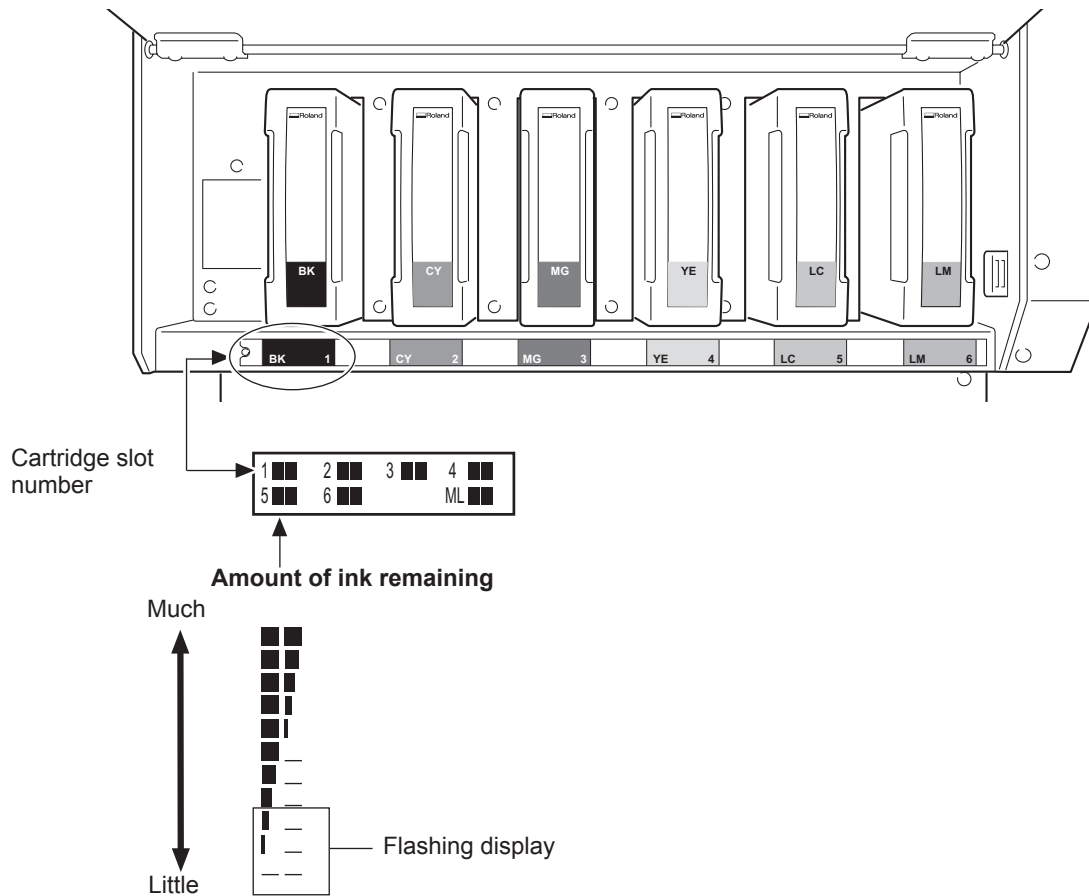 Roland Roland Roland Roland Roland Roland
BK CY MG YE LC LM
BK 1 CY 2 MG 3 YE 4 LC 5 LM 6
Cartridge slot
number
1 2 3 4
5 6 ML
Amount of ink remaining
Much
Flashing display
Little